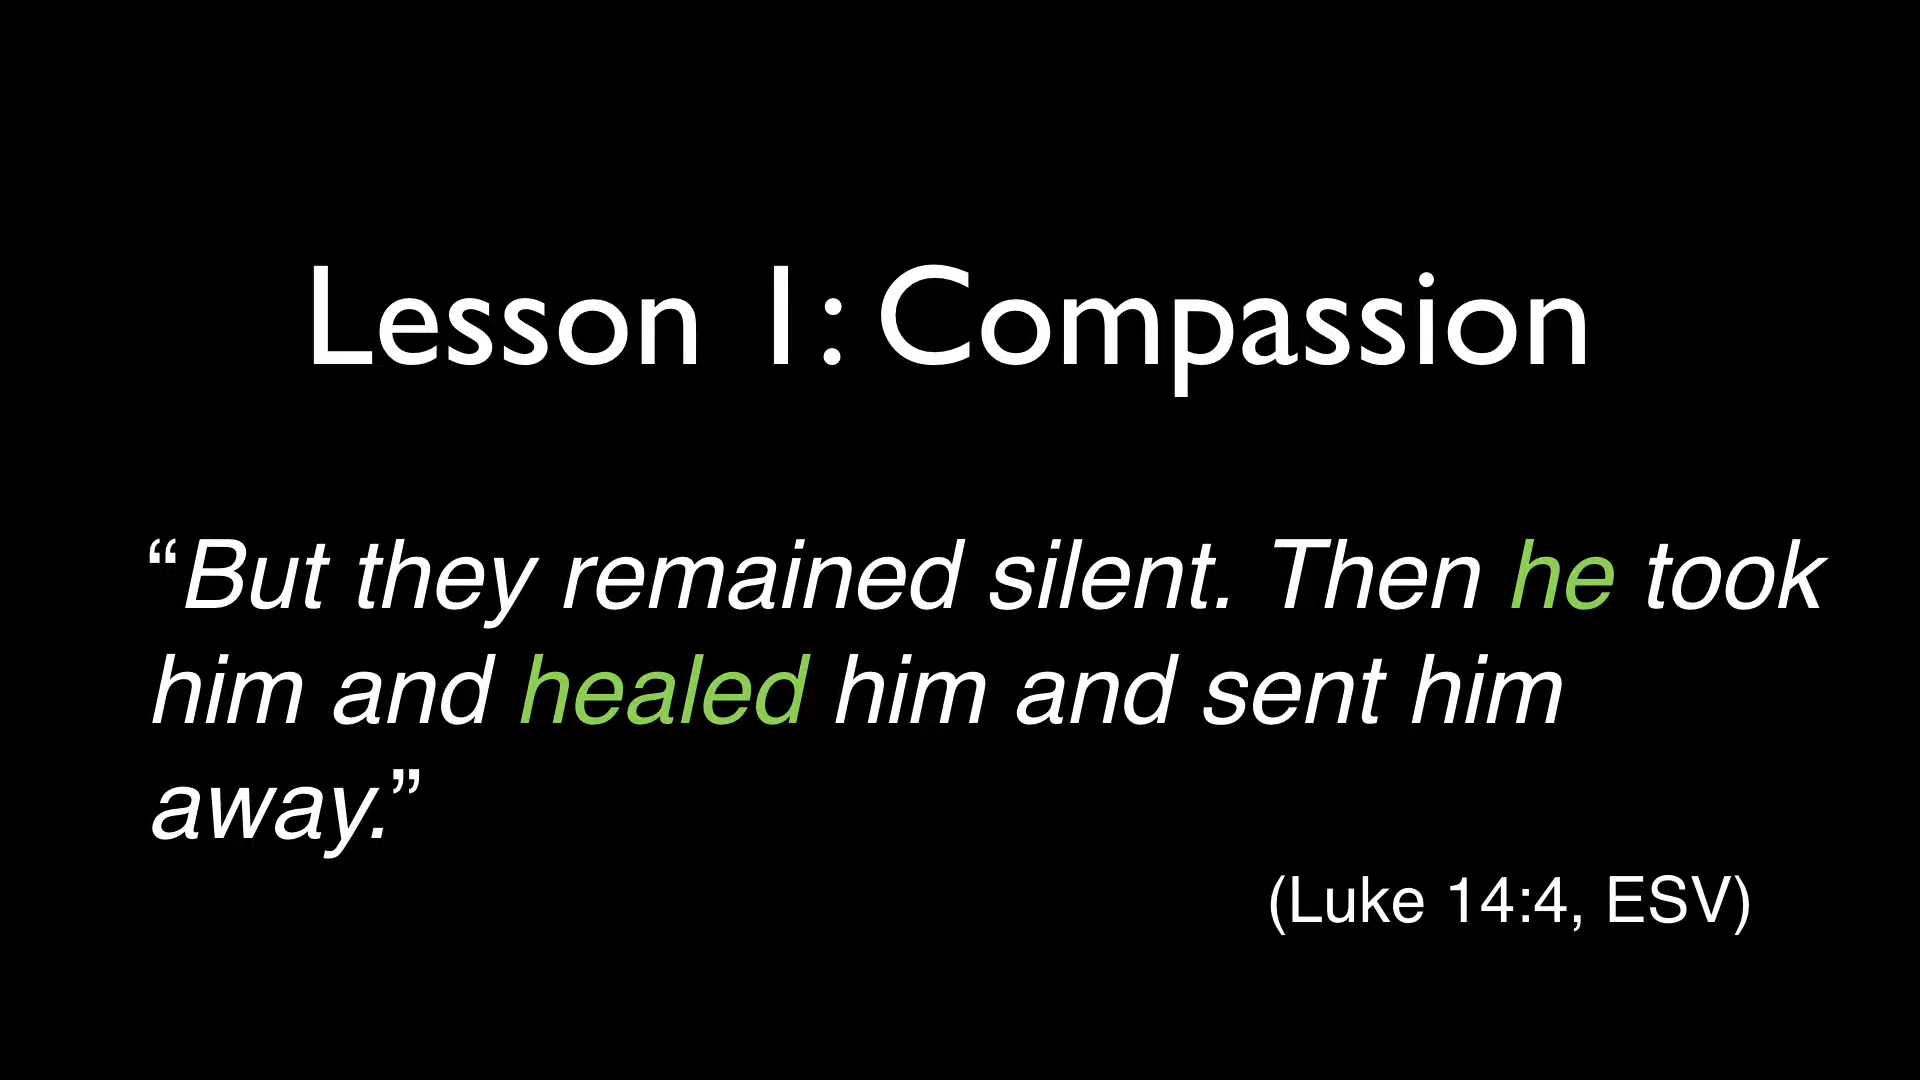 Lesson 1: Compassion
“But they remained silent. Then he took
him and healed him and sent him
away.”
(Luke 14:4, ESV)